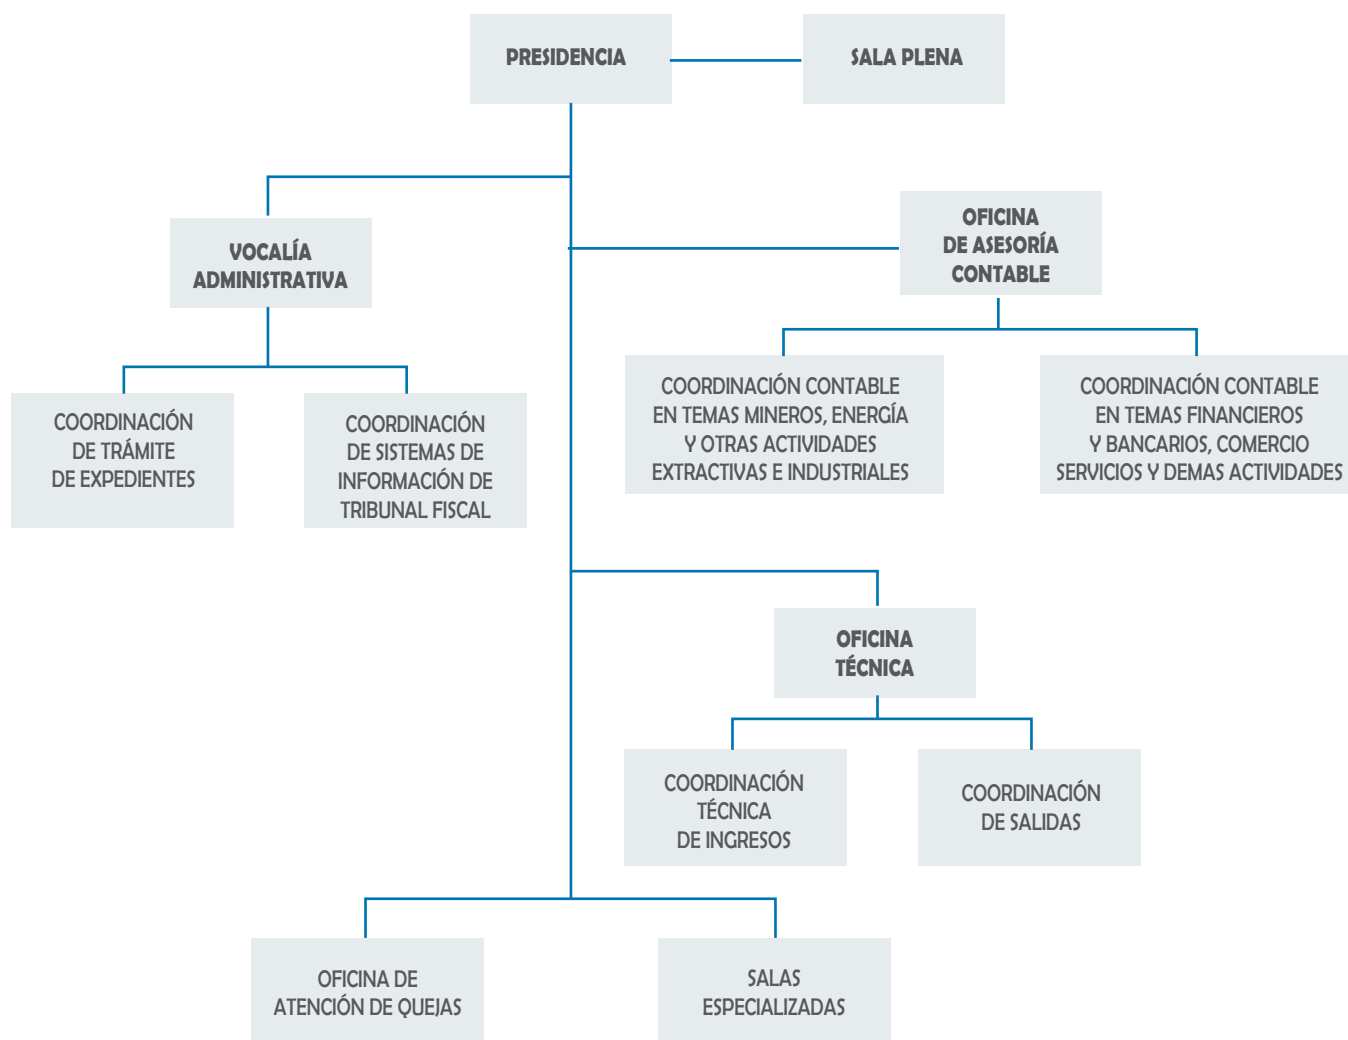 PRESIDENCIA
SALA PLENA
VOCALÍA
ADMINISTRATIVA
OFICINA
DE ASESORÍA
CONTABLE
COORDINACIÓN
DE TRÁMITE
DE EXPEDIENTES
COORDINACIÓN
DE SISTEMAS DE
INFORMACIÓN DE
TRIBUNAL FISCAL
COORDINACIÓN CONTABLE
EN TEMAS MINEROS, ENERGÍA
Y OTRAS ACTIVIDADES
EXTRACTIVAS E INDUSTRIALES
COORDINACIÓN CONTABLE
EN TEMAS FINANCIEROS
Y BANCARIOS, COMERCIO
SERVICIOS Y DEMAS ACTIVIDADES
OFICINA
TÉCNICA
COORDINACIÓN
TÉCNICA
DE INGRESOS
COORDINACIÓN
DE SALIDAS
OFICINA DE
ATENCIÓN DE QUEJAS
SALAS
ESPECIALIZADAS